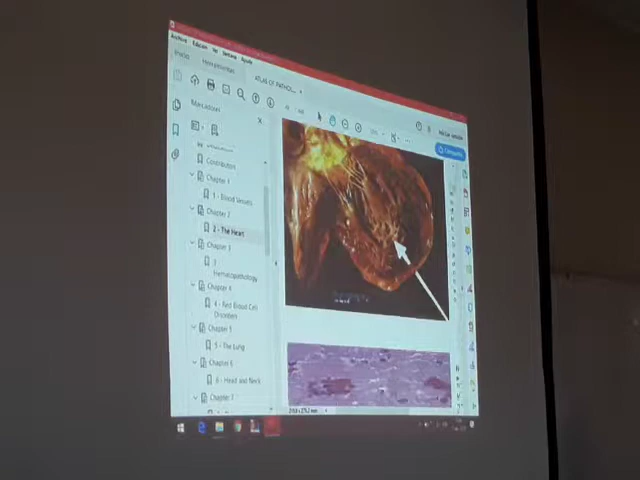 Archivo Edición Ver Ventana Ayuda
Inicio Herramientas
ATLAS OF PATHOL...
Iniciar sesión
Marcadores
Contributors
Chapter 1
1 - Blood Vessels
Chapter 2
2 - The Heart
Chapter 3
3
Hematopathology
Chapter 4
4 - Red Blood Cell
Disorders
Chapter 5
5 - The Lung
Chapter 6
6 - Head and Neck
Chapter 7